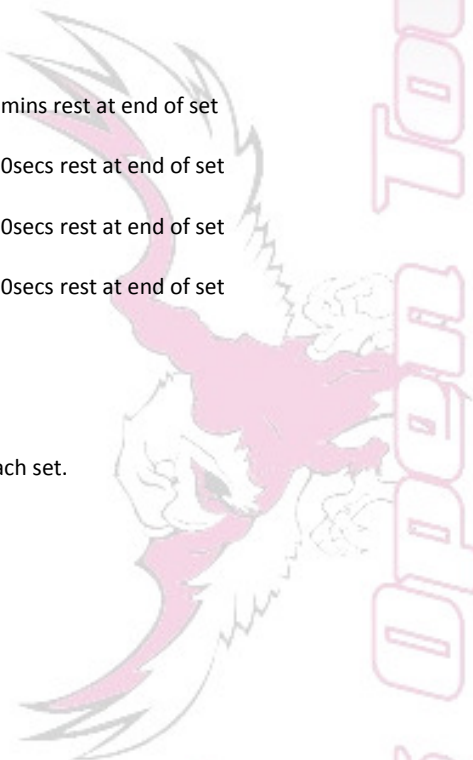 mins rest at end of set
0secs rest at end of set
0secs rest at end of set
0secs rest at end of set
ach set.
Open